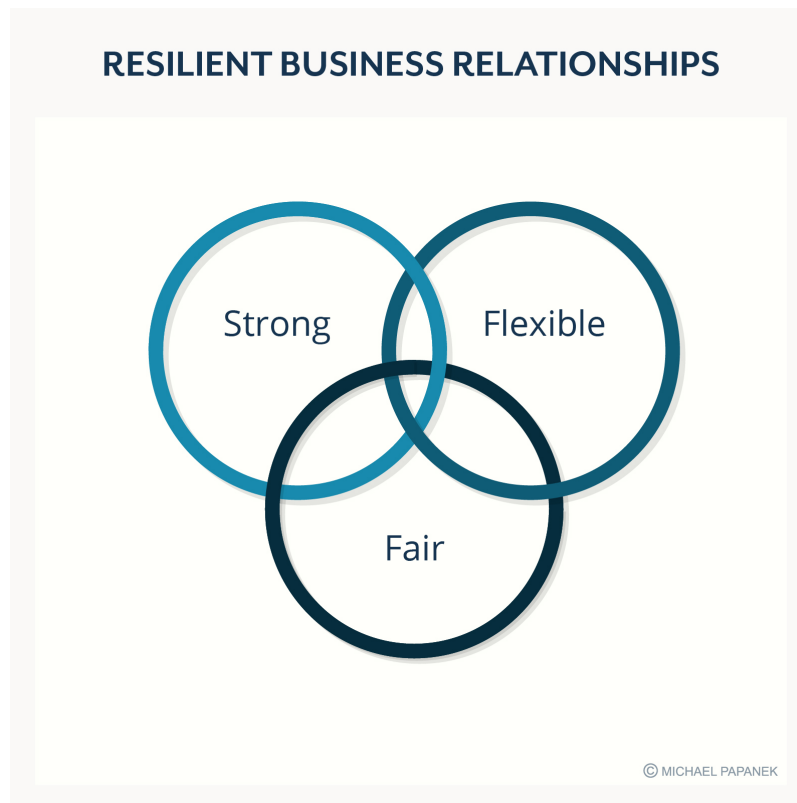 RESILIENT BUSINESS RELATIONSHIPS
Strong
Flexible
Fair
© MICHAEL PAPANEK